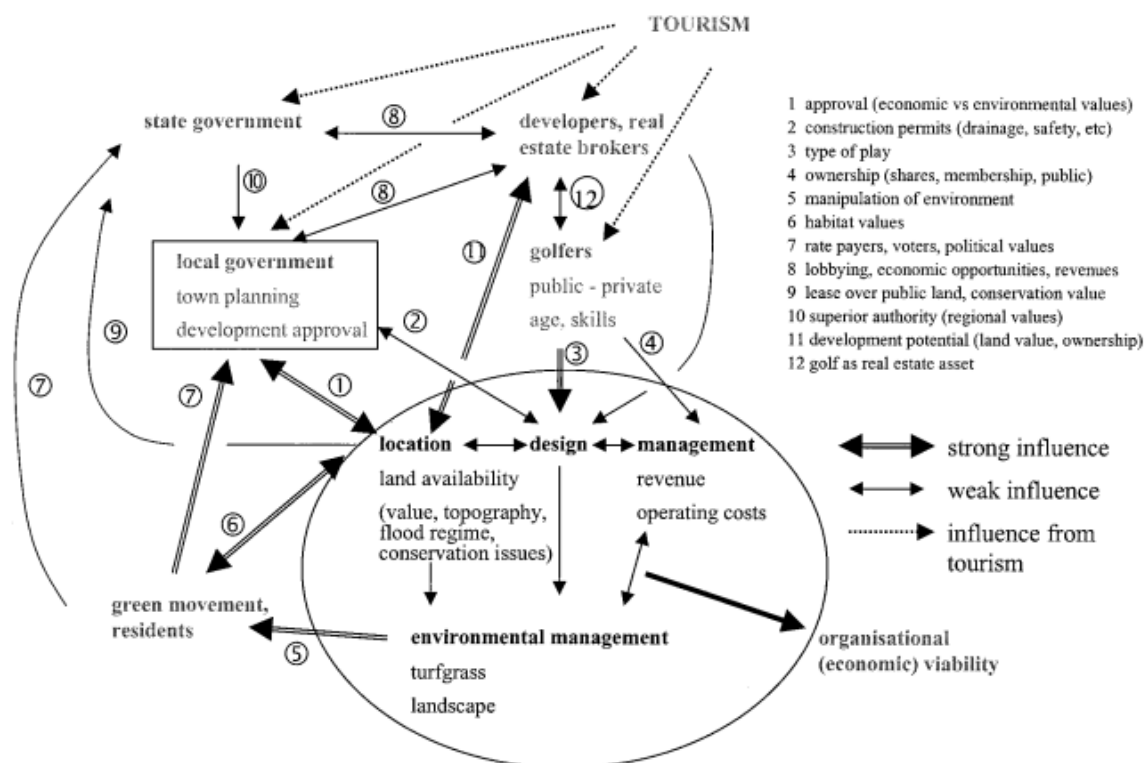 TOURISM
state government
⑧
developers, real
estate brokers
⑩
⑧
⑫
⑪
local government
town planning
development approval
golfers
public - private
age, skills
⑨
②
③
④
⑦
⑦
①
location
design
management
land availability
(value, topography,
flood regime,
conservation issues)
revenue
operating costs
⑥
green movement,
residents
⑤
environmental management
turfgrass
landscape
organisational
(economic) viability
1 approval (economic vs environmental values)
2 construction permits (drainage, safety, etc)
3 type of play
4 ownership (shares, membership, public)
5 manipulation of environment
6 habitat values
7 rate payers, voters, political values
8 lobbying, economic opportunities, revenues
9 lease over public land, conservation value
10 superior authority (regional values)
11 development potential (land value, ownership)
12 golf as real estate asset
strong influence
weak influence
influence from
tourism